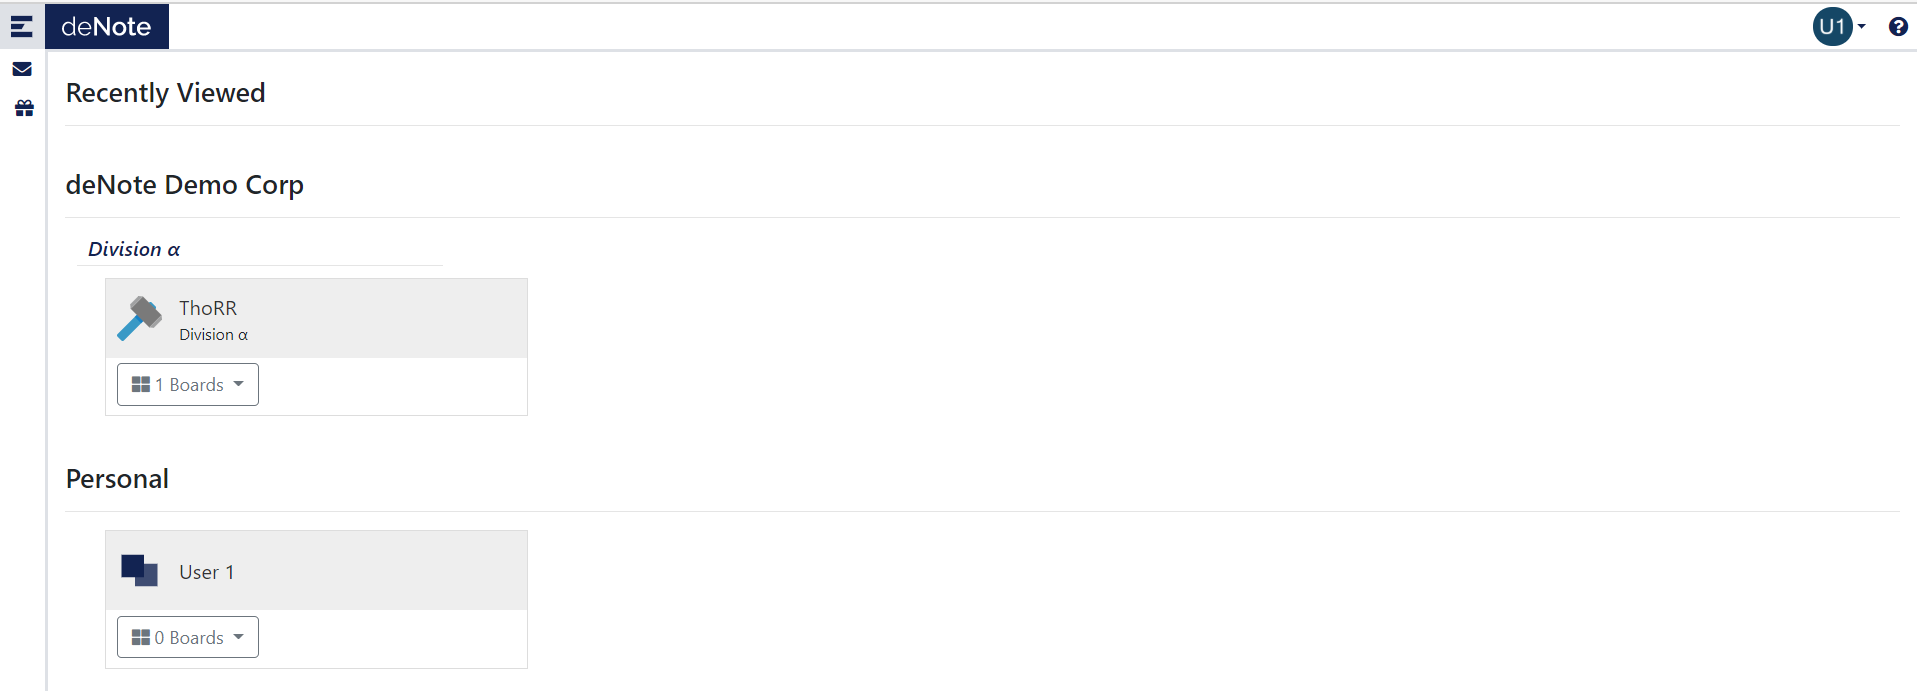 deNote
U1
?
Recently Viewed
deNote Demo Corp
Division α
ThoRR
Division α
1 Boards
Personal
User 1
0 Boards